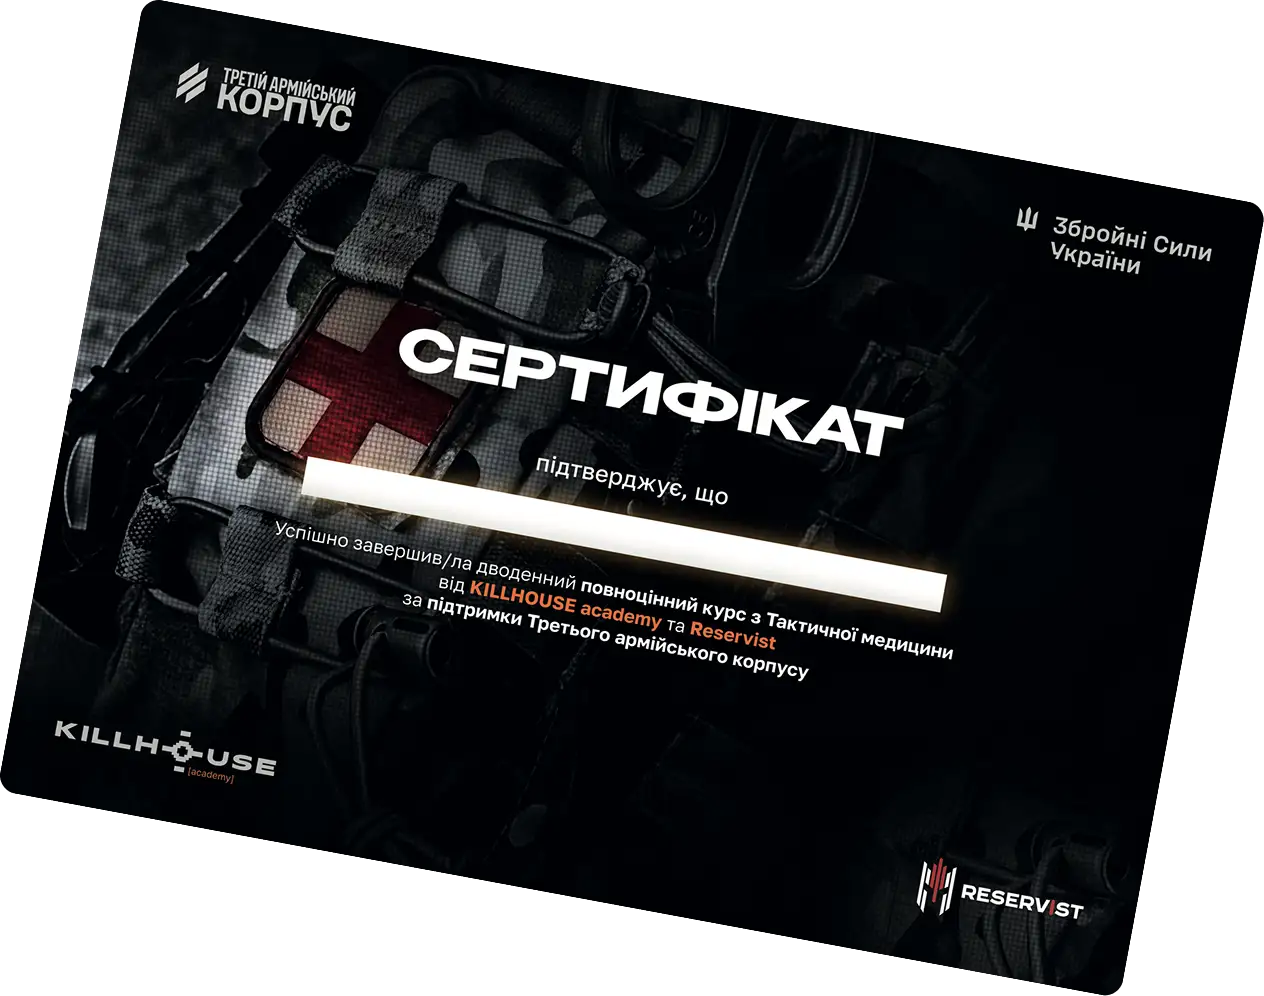 ТРЕТІЙ АРМІЙСЬКИЙ
КОРПУС
Збройні Сили
України
СЕРТИФІКАТ
підтверджує, що
Успішно завершив/ла дводенний повноцінний курс з Тактичної медицини
від KILLHOUSE academy та Reservist
за підтримки Третього армійського корпусу
KILLHOUSE
[academy]
RESERVIST